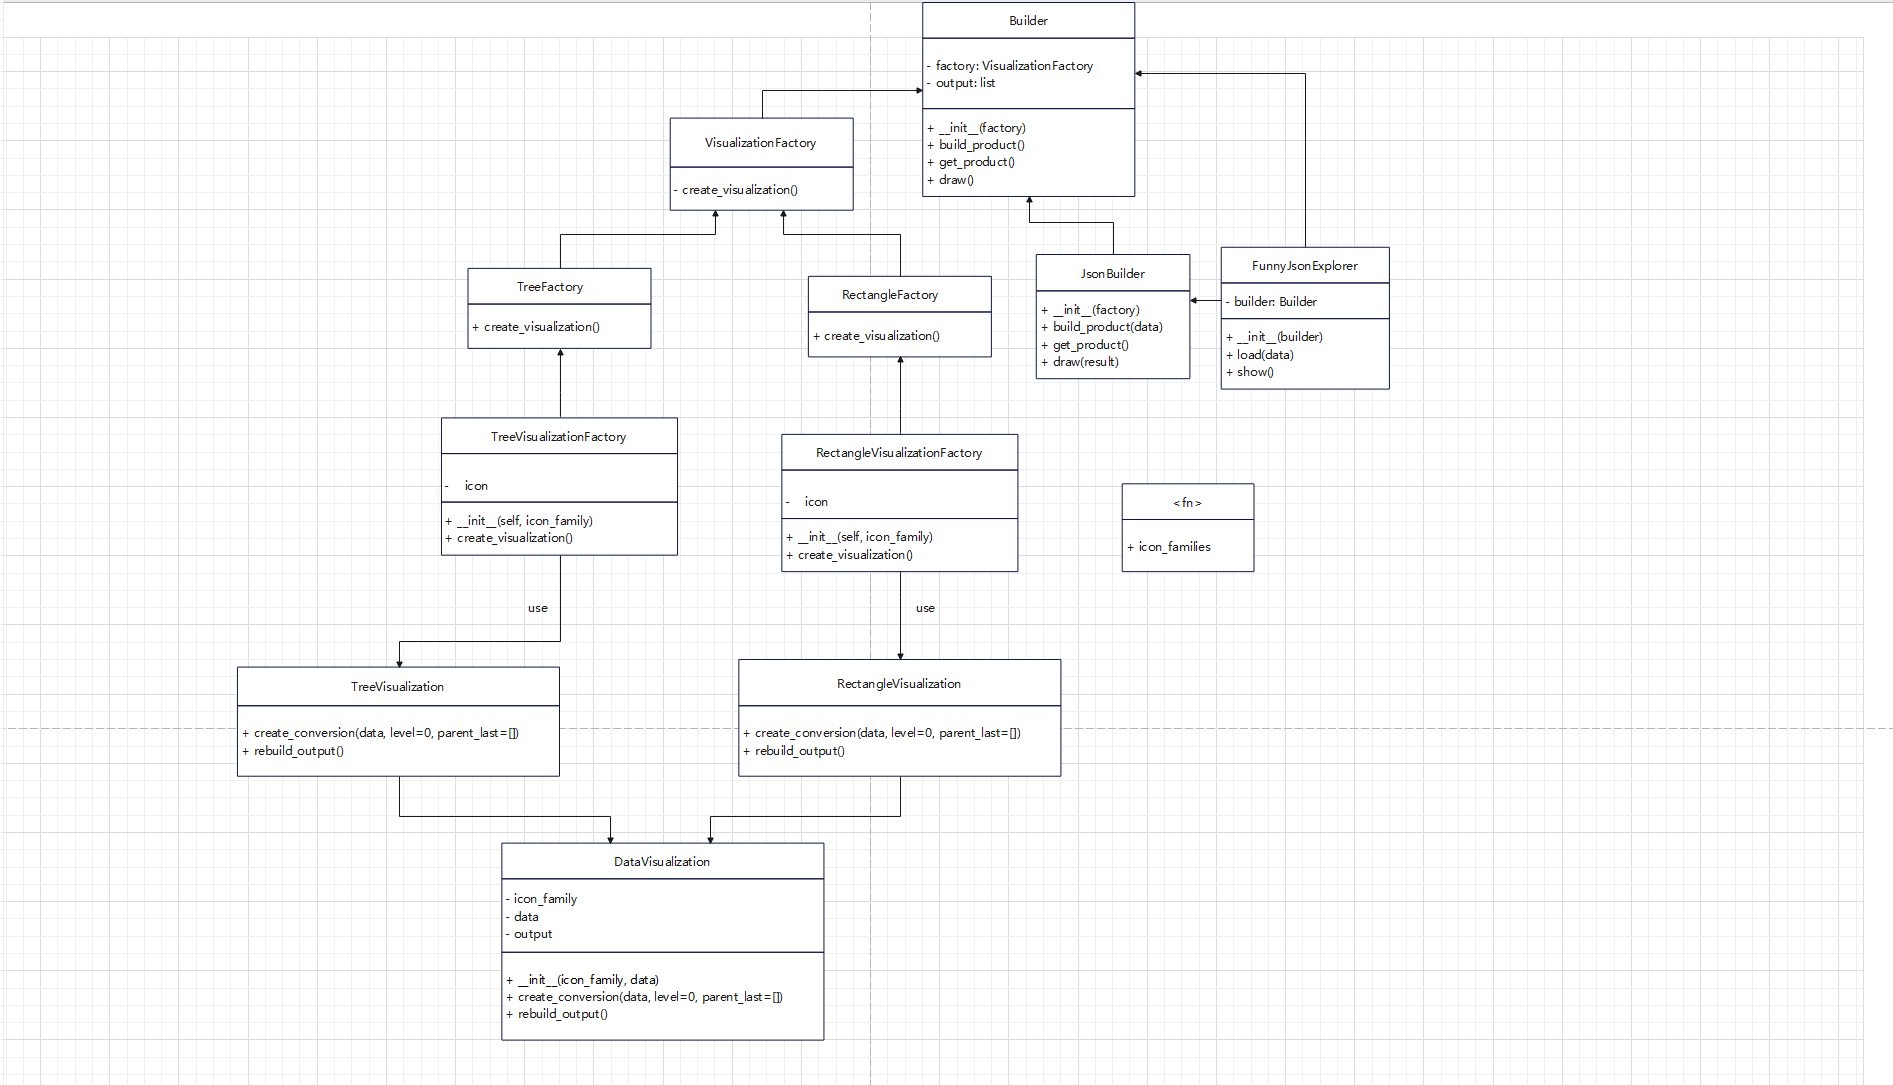 Builder
- factory: VisualizationFactory
- output: list
+ __init__(factory)
+ build_product()
+ get_product()
+ draw()
VisualizationFactory
- create_visualization()
TreeFactory
+ create_visualization()
RectangleFactory
+ create_visualization()
JsonBuilder
+ __init__(factory)
+ build_product(data)
+ get_product()
+ draw(result)
FunnyJsonExplorer
- builder: Builder
+ __init__(builder)
+ load(data)
+ show()
TreeVisualizationFactory
- icon
+ __init__(self, icon_family)
+ create_visualization()
RectangleVisualizationFactory
- icon
+ __init__(self, icon_family)
+ create_visualization()
<fn>
+ icon_families
use
use
TreeVisualization
+ create_conversion(data, level=0, parent_last=[])
+ rebuild_output()
RectangleVisualization
+ create_conversion(data, level=0, parent_last=[])
+ rebuild_output()
DataVisualization
- icon_family
- data
- output
+ __init__(icon_family, data)
+ create_conversion(data, level=0, parent_last=[])
+ rebuild_output()